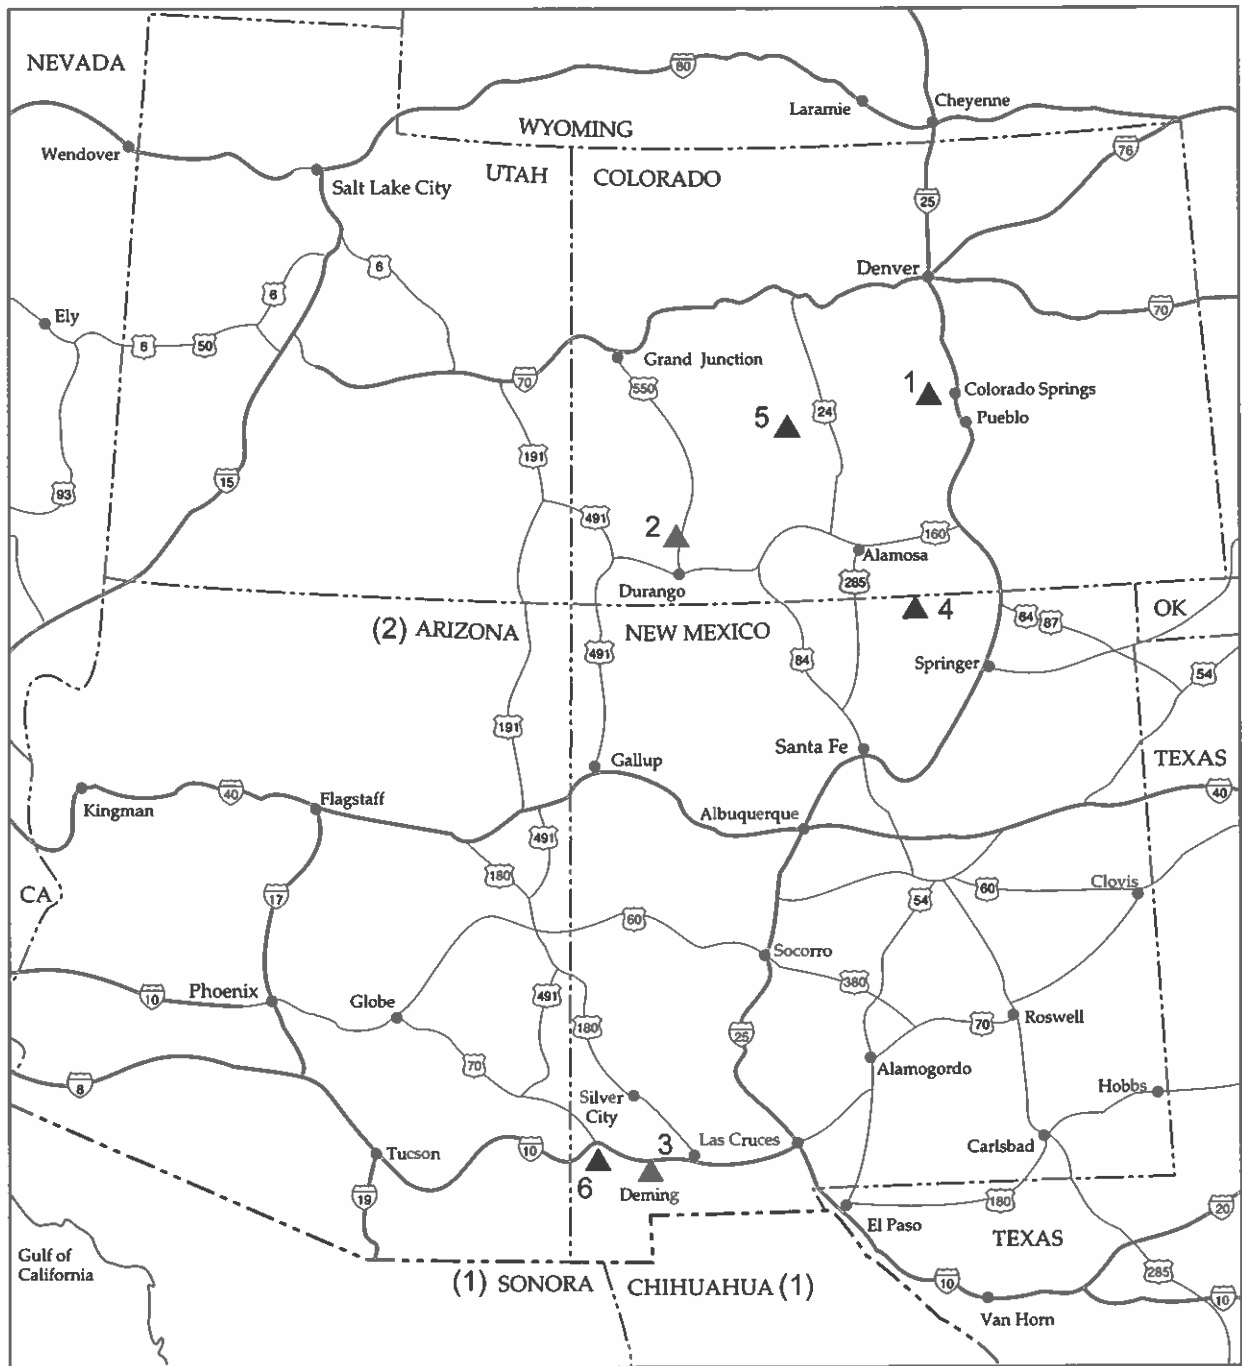 NEVADA
80
Laramie
Cheyenne
WYOMING
76
Wendover
UTAH
COLORADO
Salt Lake City
25
Denver
6
6
70
Ely
6
50
Grand Junction
70
550
1
Colorado Springs
5
24
Pueblo
191
15
93
491
2
160
Alamosa
Durango
285
4
OK
(2) ARIZONA
NEW MEXICO
64
87
491
84
Springer
54
191
Santa Fe
Gallup
TEXAS
Kingman
40
Flagstaff
Albuquerque
40
491
180
CA
17
54
60
Clovis
60
Socorro
380
10
Phoenix
Globe
491
180
25
70
Roswell
8
70
Alamogordo
Silver
City
Hobbs
Tucson
10
3
Las Cruces
Carlsbad
19
6
Deming
180
El Paso
20
TEXAS
Gulf of
California
(1) SONORA
CHIHUAHUA (1)
10
285
10
Van Horn